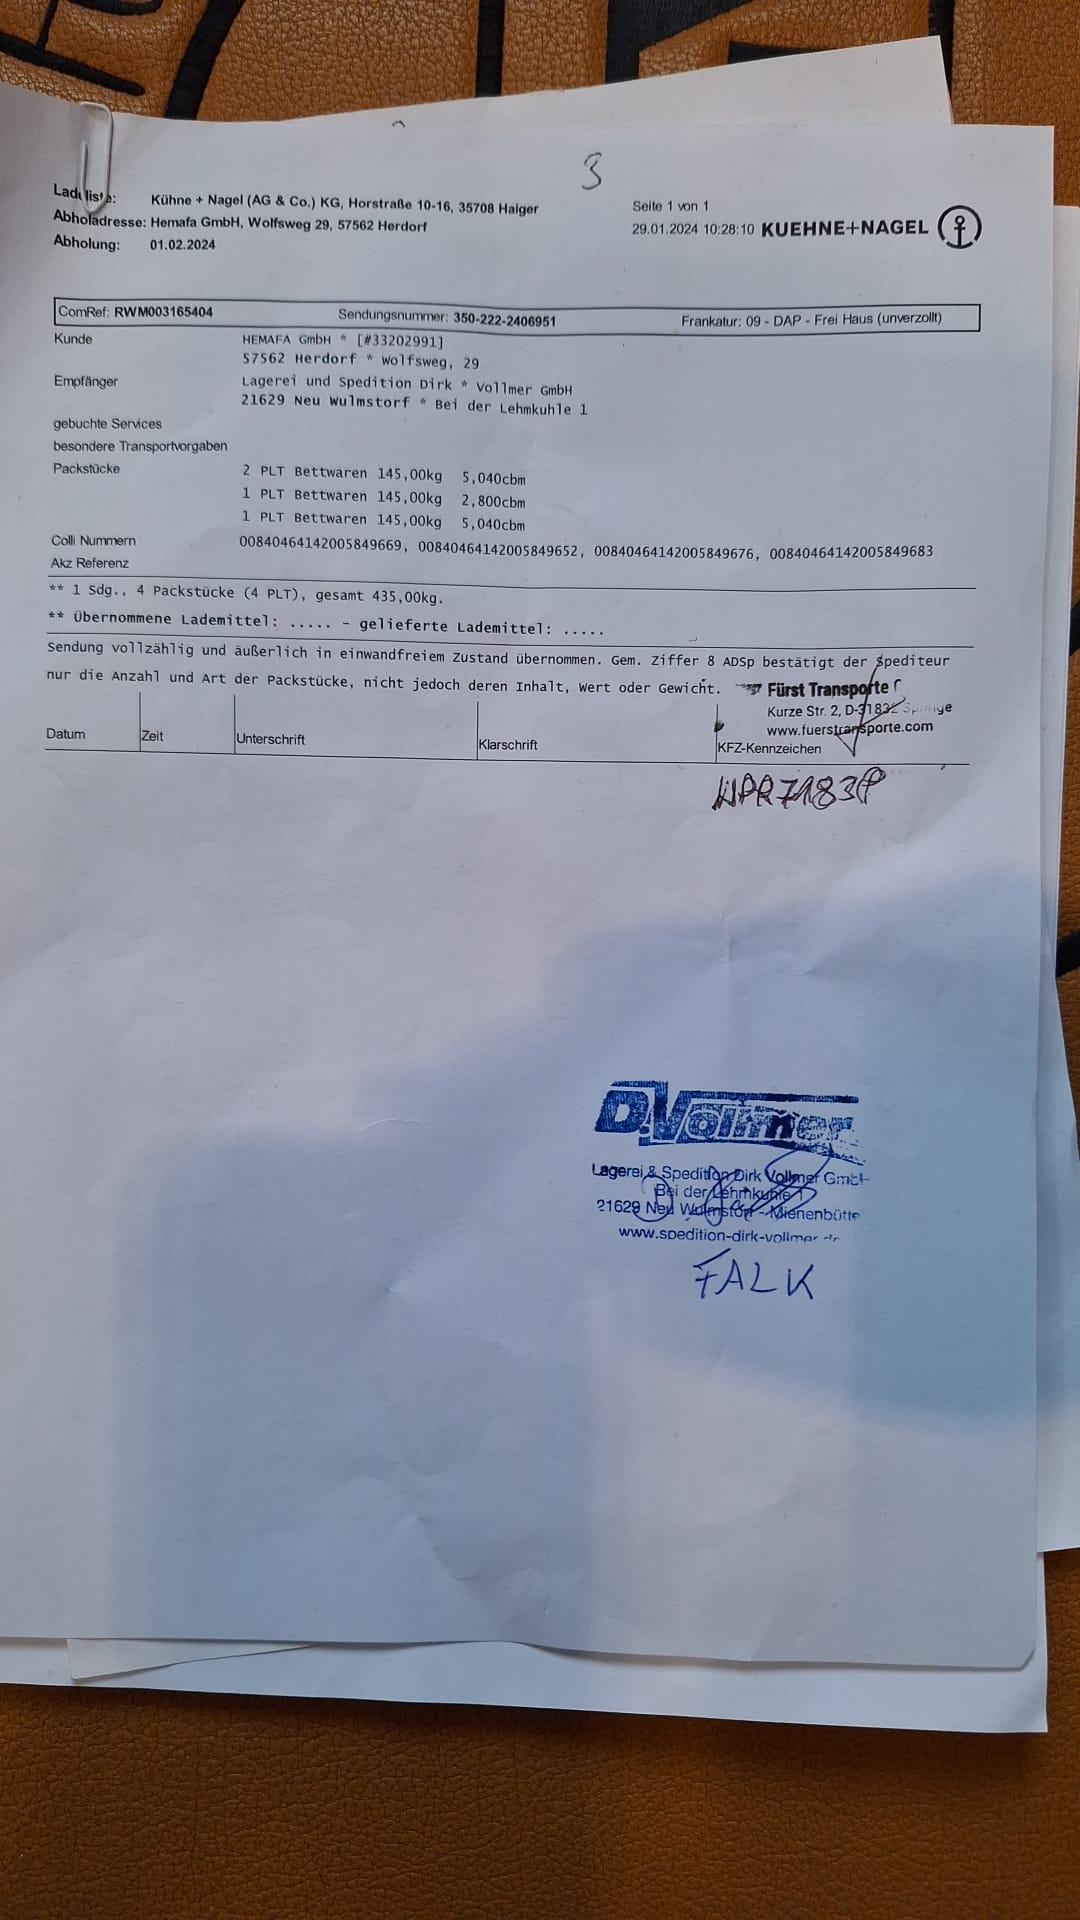 3
Ladeliste: Kühne + Nagel (AG & Co.) KG, Horstraße 10-16, 35708 Haiger
Seite 1 von 1
Abholadresse: Hemafa GmbH, Wolfsweg 29, 57562 Herdorf
29.01.2024 10:28:10 KUEHNE+NAGEL
Abholung: 01.02.2024
ComRef: RWM003165404 Sendungsnummer: 350-222-2406951 Frankatur: 09 - DAP - Frei Haus (unverzollt)
Kunde HEMAFA GmbH * [#33202991]
57562 Herdorf * Wolfsweg, 29
Empfänger Lagerei und Spedition Dirk * Vollmer GmbH
21629 Neu Wulmstorf * Bei der Lehmkuhle 1
gebuchte Services
besondere Transportvorgaben
Packstücke 2 PLT Bettwaren 145,00kg 5,040cbm
1 PLT Bettwaren 145,00kg 2,800cbm
1 PLT Bettwaren 145,00kg 5,040cbm
Colli Nummern 00840464142005849669, 00840464142005849652, 00840464142005849676, 00840464142005849683
Akz Referenz
** 1 Sdg., 4 Packstücke (4 PLT), gesamt 435,00kg.
** Übernommene Lademittel: ..... - gelieferte Lademittel: .....
Sendung vollzählig und äußerlich in einwandfreiem Zustand übernommen. Gem. Ziffer 8 ADSp bestätigt der Spediteur
nur die Anzahl und Art der Packstücke, nicht jedoch deren Inhalt, Wert oder Gewicht.
Fürst Transporte
Kurze Str. 2, D-31832 Springe
www.fuerstransporte.com
Datum Zeit Unterschrift Klarschrift KFZ-Kennzeichen
WPR7183P
D.Vollmer
Lagerei & Spedition Dirk Vollmer GmbH
Bei der Lehmkuhle 1
21629 Neu Wulmstorf - Mienenbüttel
www.spedition-dirk-vollmer.de
FALK